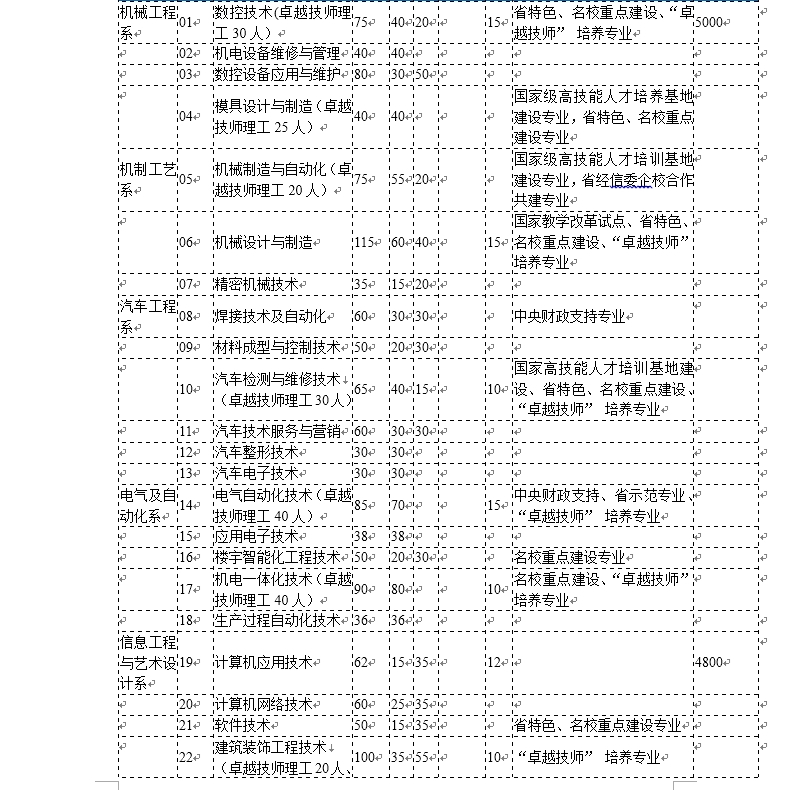 机械工程系 01 数控技术(卓越技师理工30人） 75 40 20 15 省特色、名校重点建设、“卓越技师” 培养专业 5000
02 机电设备维修与管理 40 40
03 数控设备应用与维护 80 30 50
04 模具设计与制造（卓越技师理工25人） 40 40 国家级高技能人才培养基地建设专业，省特色、名校重点建设专业
机制工艺系 05 机械制造与自动化（卓越技师理工20人） 75 55 20 国家级高技能人才培训基地建设专业，省经信委企校合作共建专业
06 机械设计与制造 115 60 40 15 国家教学改革试点、省特色、名校重点建设、“卓越技师” 培养专业
07 精密机械技术 35 15 20
汽车工程系 08 焊接技术及自动化 60 30 30 中央财政支持专业
09 材料成型与控制技术 50 20 30
10 汽车检测与维修技术（卓越技师理工30人） 65 40 15 10 国家高技能人才培训基地建设、省特色、名校重点建设、“卓越技师” 培养专业
11 汽车技术服务与营销 60 30 30
12 汽车整形技术 30 30
13 汽车电子技术 30 30
电气及自动化系 14 电气自动化技术（卓越技师理工40人） 85 70 15 中央财政支持、省示范专业、“卓越技师” 培养专业
15 应用电子技术 38 38
16 楼宇智能化工程技术 50 20 30 名校重点建设专业
17 机电一体化技术（卓越技师理工40人） 90 80 10 名校重点建设、“卓越技师” 培养专业
18 生产过程自动化技术 36 36
信息工程与艺术设计系 19 计算机应用技术 62 15 35 12 4800
20 计算机网络技术 60 25 35
21 软件技术 50 15 35 省特色、名校重点建设专业
22 建筑装饰工程技术（卓越技师理工20人、 100 35 55 10 “卓越技师” 培养专业